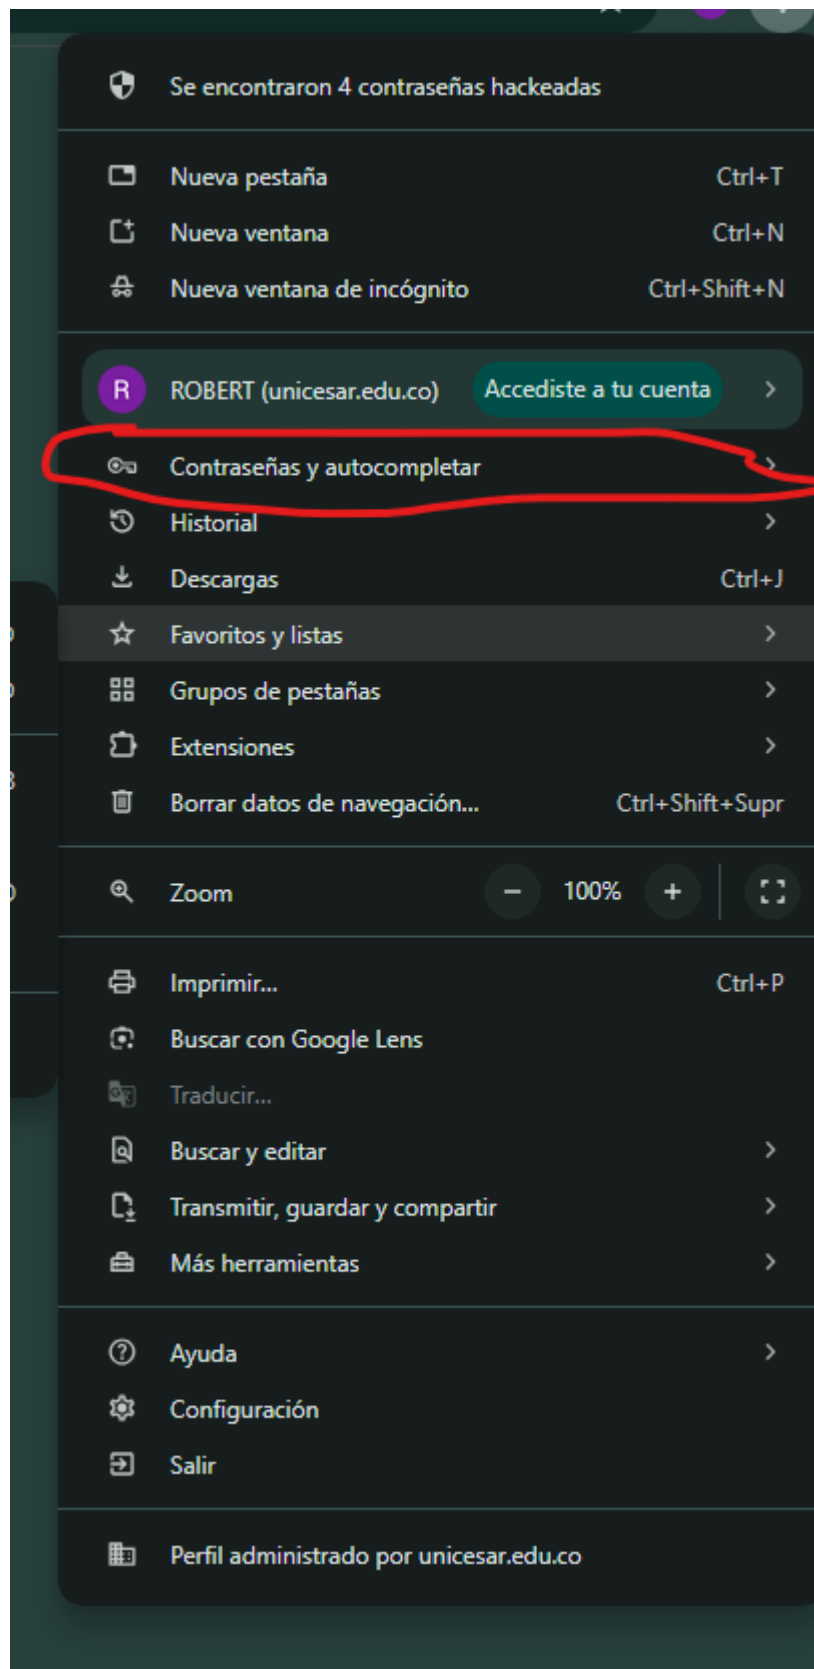 Se encontraron 4 contraseñas hackeadas
Nueva pestaña Ctrl+T
Nueva ventana Ctrl+N
Nueva ventana de incógnito Ctrl+Shift+N
R ROBERT (unicesar.edu.co) Accediste a tu cuenta
Contraseñas y autocompletar
Historial
Descargas Ctrl+J
Favoritos y listas
Grupos de pestañas
Extensiones
Borrar datos de navegación... Ctrl+Shift+Supr
Zoom − 100% +
Imprimir... Ctrl+P
Buscar con Google Lens
Traducir...
Buscar y editar
Transmitir, guardar y compartir
Más herramientas
Ayuda
Configuración
Salir
Perfil administrado por unicesar.edu.co